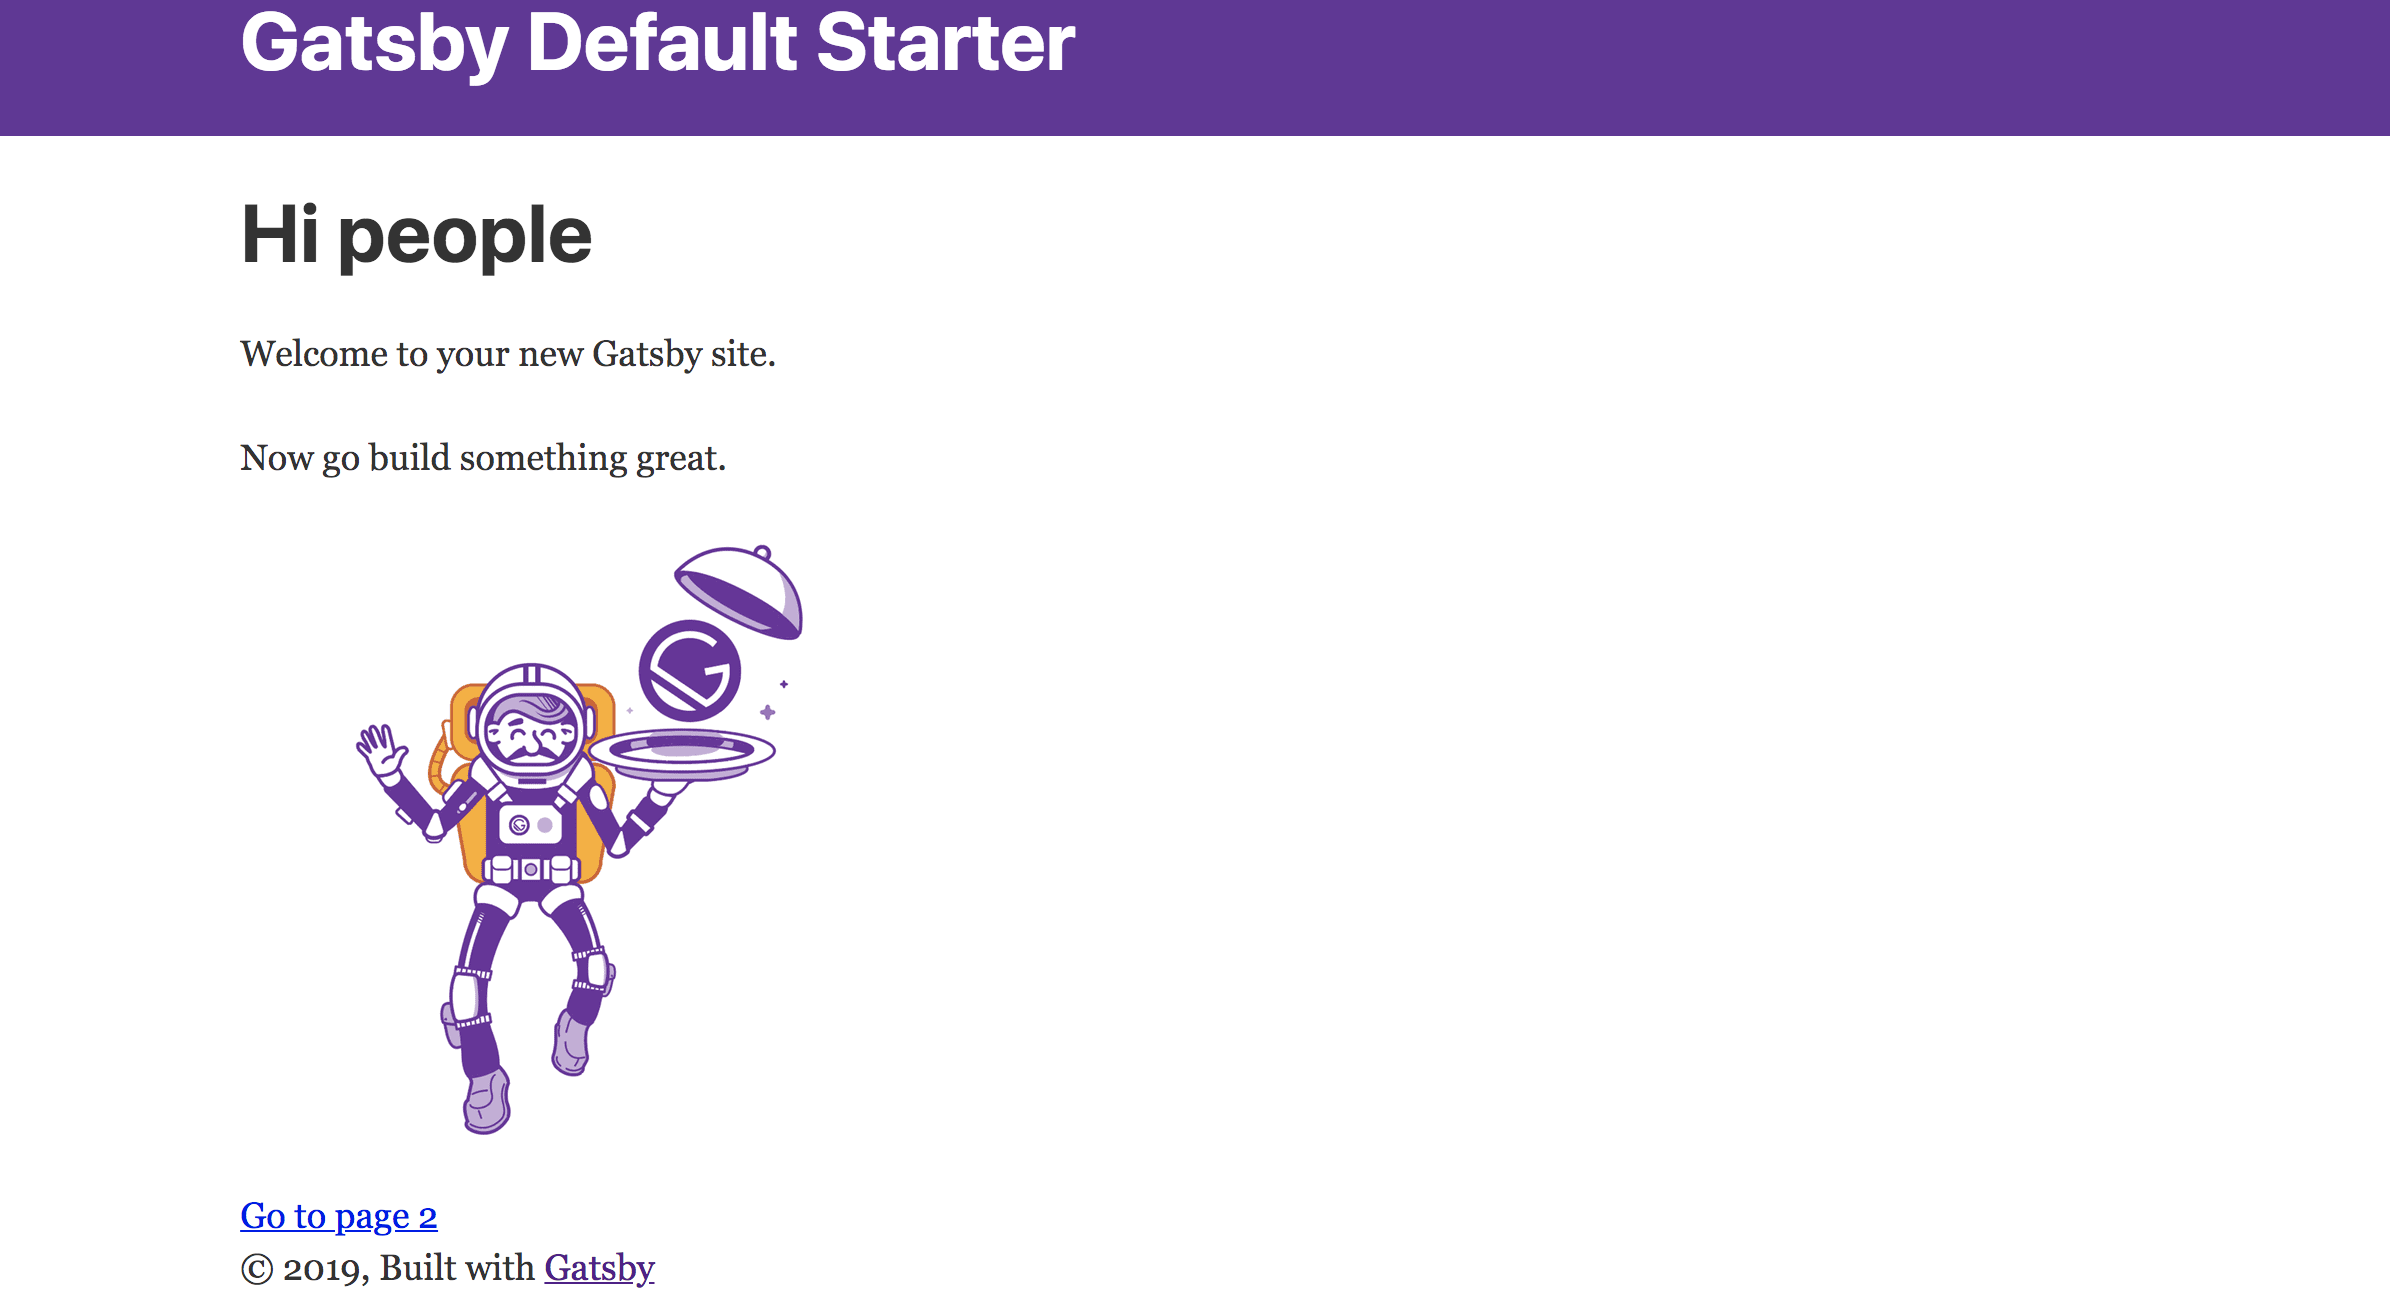 Gatsby Default Starter
Hi people
Welcome to your new Gatsby site.
Now go build something great.
G
G
Go to page 2
© 2019, Built with Gatsby